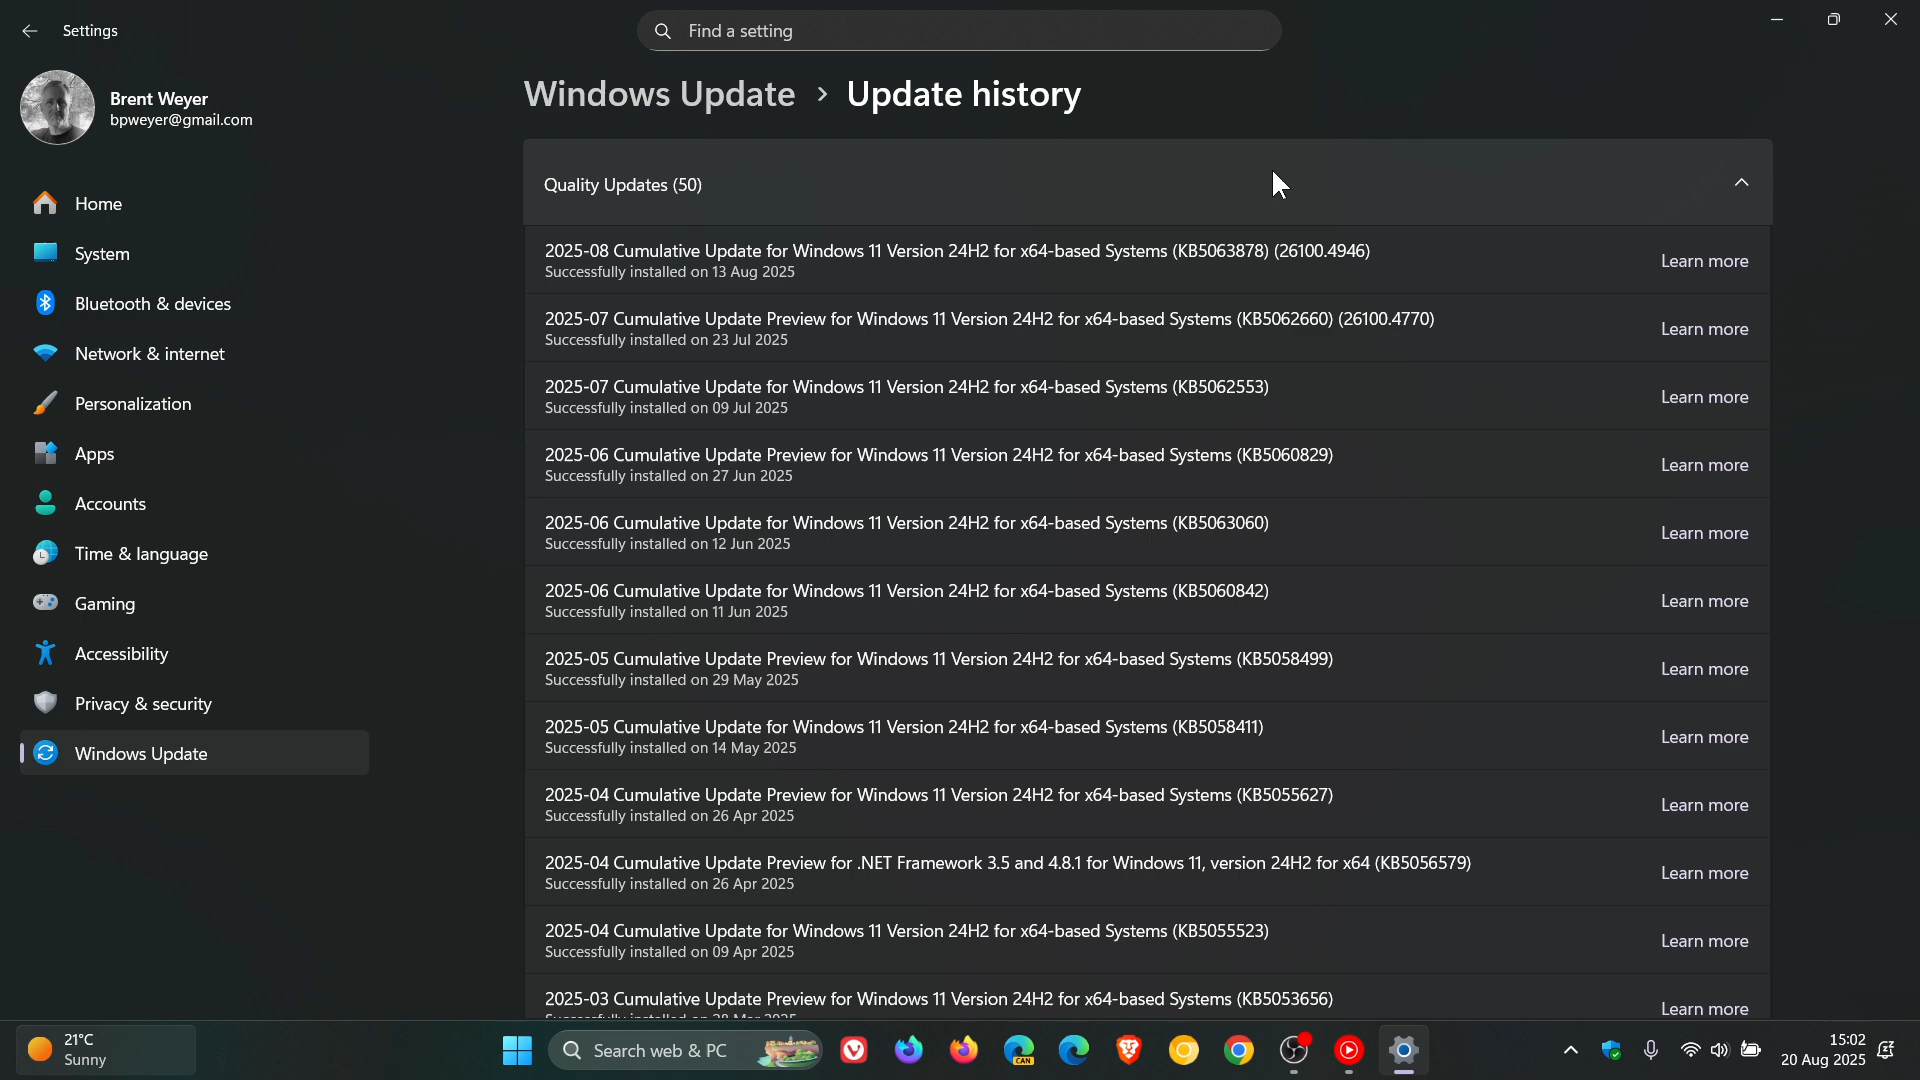 Settings
Find a setting
Brent Weyer
bpweyer@gmail.com
Home
System
Bluetooth & devices
Network & internet
Personalization
Apps
Accounts
Time & language
Gaming
Accessibility
Privacy & security
Windows Update
Windows Update › Update history
Quality Updates (50)
2025-08 Cumulative Update for Windows 11 Version 24H2 for x64-based Systems (KB5063878) (26100.4946)
Successfully installed on 13 Aug 2025
Learn more
2025-07 Cumulative Update Preview for Windows 11 Version 24H2 for x64-based Systems (KB5062660) (26100.4770)
Successfully installed on 23 Jul 2025
Learn more
2025-07 Cumulative Update for Windows 11 Version 24H2 for x64-based Systems (KB5062553)
Successfully installed on 09 Jul 2025
Learn more
2025-06 Cumulative Update Preview for Windows 11 Version 24H2 for x64-based Systems (KB5060829)
Successfully installed on 27 Jun 2025
Learn more
2025-06 Cumulative Update for Windows 11 Version 24H2 for x64-based Systems (KB5063060)
Successfully installed on 12 Jun 2025
Learn more
2025-06 Cumulative Update for Windows 11 Version 24H2 for x64-based Systems (KB5060842)
Successfully installed on 11 Jun 2025
Learn more
2025-05 Cumulative Update Preview for Windows 11 Version 24H2 for x64-based Systems (KB5058499)
Successfully installed on 29 May 2025
Learn more
2025-05 Cumulative Update for Windows 11 Version 24H2 for x64-based Systems (KB5058411)
Successfully installed on 14 May 2025
Learn more
2025-04 Cumulative Update Preview for Windows 11 Version 24H2 for x64-based Systems (KB5055627)
Successfully installed on 26 Apr 2025
Learn more
2025-04 Cumulative Update Preview for .NET Framework 3.5 and 4.8.1 for Windows 11, version 24H2 for x64 (KB5056579)
Successfully installed on 26 Apr 2025
Learn more
2025-04 Cumulative Update for Windows 11 Version 24H2 for x64-based Systems (KB5055523)
Successfully installed on 09 Apr 2025
Learn more
2025-03 Cumulative Update Preview for Windows 11 Version 24H2 for x64-based Systems (KB5053656)
Learn more
21°C
Sunny
Search web & PC
CAN
15:02
20 Aug 2025